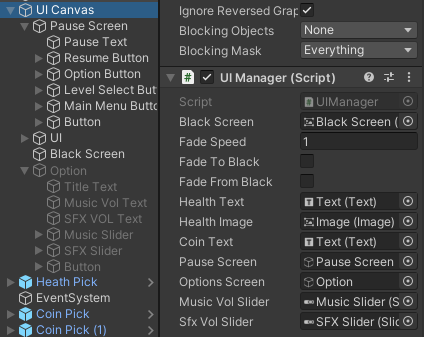 UI Canvas
Pause Screen
Pause Text
Resume Button
Option Button
Level Select Butt
Main Menu Butt
Button
UI
Black Screen
Option
Title Text
Music Vol Text
SFX VOL Text
Music Slider
SFX Slider
Button
Heath Pick
EventSystem
Coin Pick
Coin Pick (1)
Ignore Reversed Grap
Blocking Objects None
Blocking Mask Everything
# UI Manager (Script)
Script # UIManager
Black Screen Black Screen (
Fade Speed 1
Fade To Black
Fade From Black
Health Text T Text (Text)
Health Image Image (Image)
Coin Text T Text (Text)
Pause Screen Pause Screen
Options Screen Option
Music Vol Slider Music Slider (S
Sfx Vol Slider SFX Slider (Slid